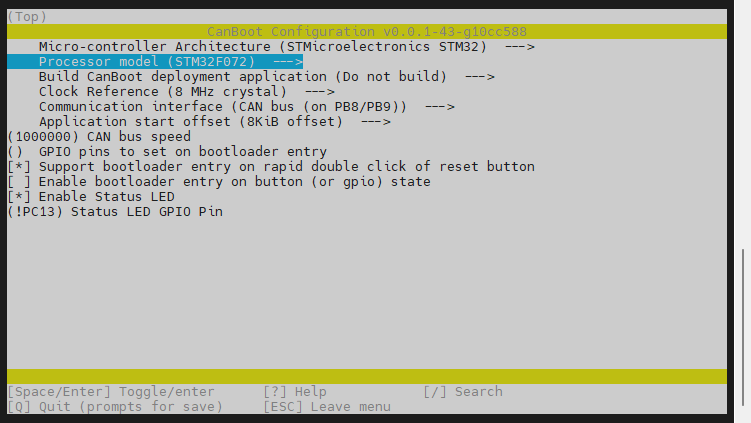 (Top)
CanBoot Configuration v0.0.1-43-g10cc588
Micro-controller Architecture (STMicroelectronics STM32)  --->
Processor model (STM32F072)  --->
Build CanBoot deployment application (Do not build)  --->
Clock Reference (8 MHz crystal)  --->
Communication interface (CAN bus (on PB8/PB9))  --->
Application start offset (8KiB offset)  --->
(1000000) CAN bus speed
()  GPIO pins to set on bootloader entry
[*] Support bootloader entry on rapid double click of reset button
[ ] Enable bootloader entry on button (or gpio) state
[*] Enable Status LED
(!PC13) Status LED GPIO Pin
[Space/Enter] Toggle/enter      [?] Help            [/] Search
[Q] Quit (prompts for save)     [ESC] Leave menu